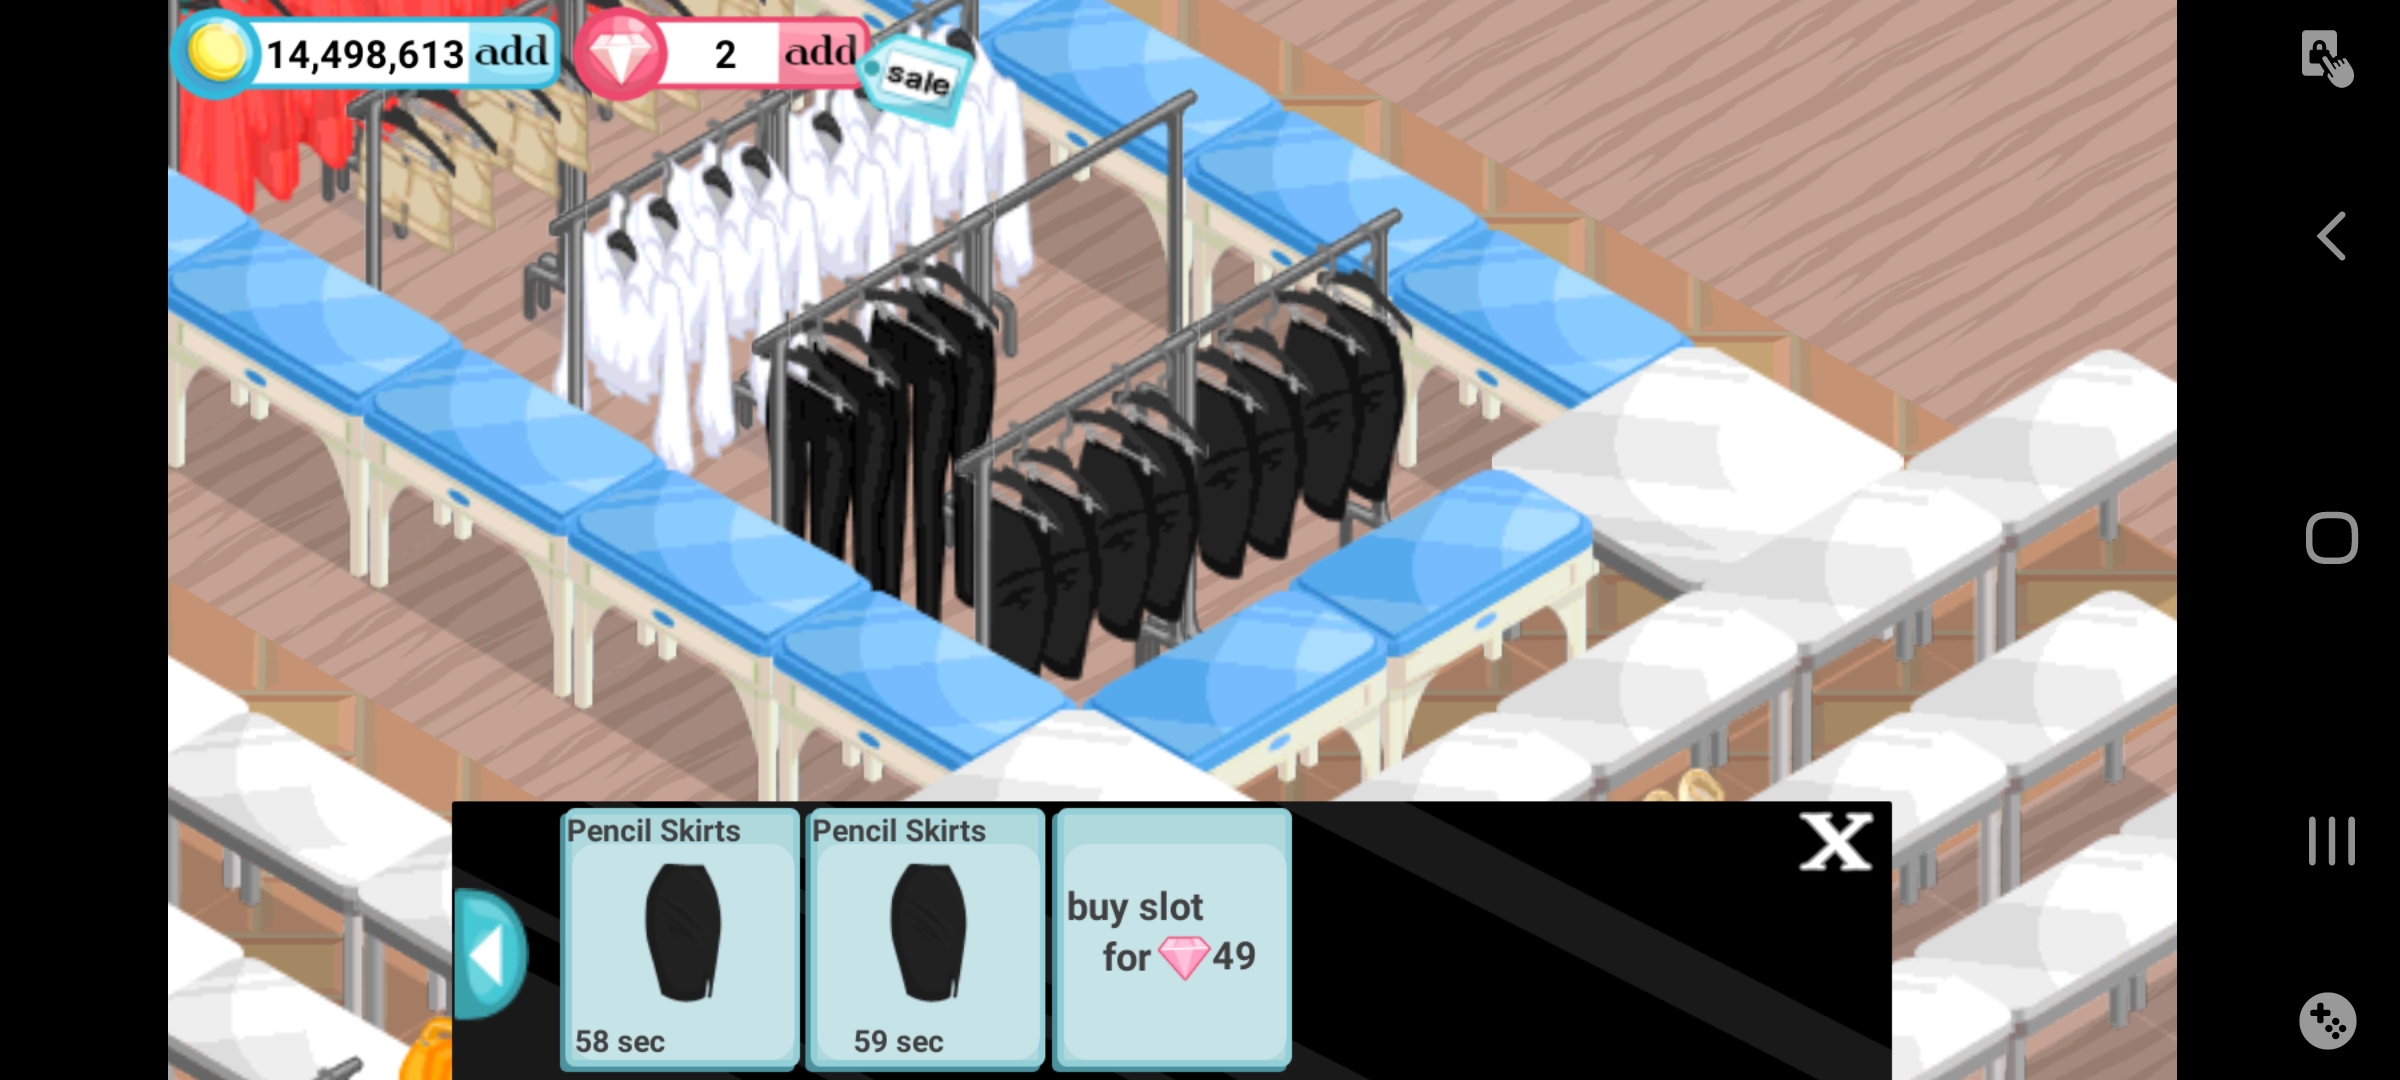 14,498,613 add
2 add
sale
Pencil Skirts
58 sec
Pencil Skirts
59 sec
buy slot
for 49
X